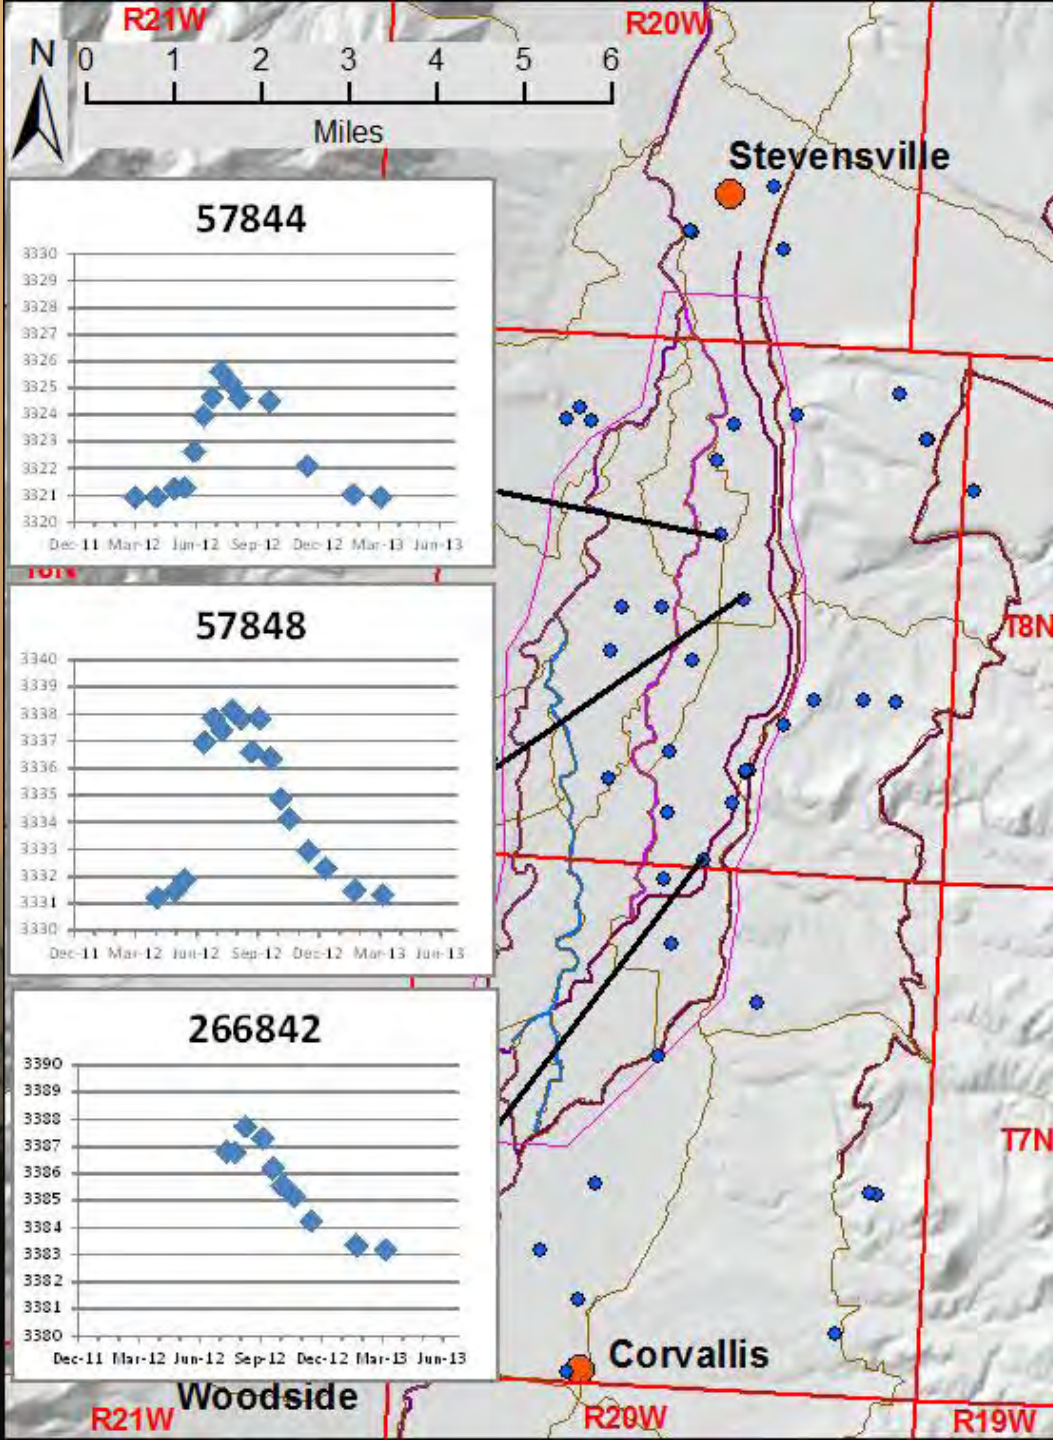 R21W
R20W
N
0 1 2 3 4 5 6
Miles
Stevensville
57844
3330
3329
3328
3327
3326
3325
3324
3323
3322
3321
3320
Dec-11 Mar-12 Jun-12 Sep-12 Dec-12 Mar-13 Jun-13
T8N
57848
3340
3339
3338
3337
3336
3335
3334
3333
3332
3331
3330
Dec-11 Mar-12 Jun-12 Sep-12 Dec-12 Mar-13 Jun-13
T8N
266842
3390
3389
3388
3387
3386
3385
3384
3383
3382
3381
3380
Dec-11 Mar-12 Jun-12 Sep-12 Dec-12 Mar-13 Jun-13
T7N
Corvallis
Woodside
R21W
R20W
R19W